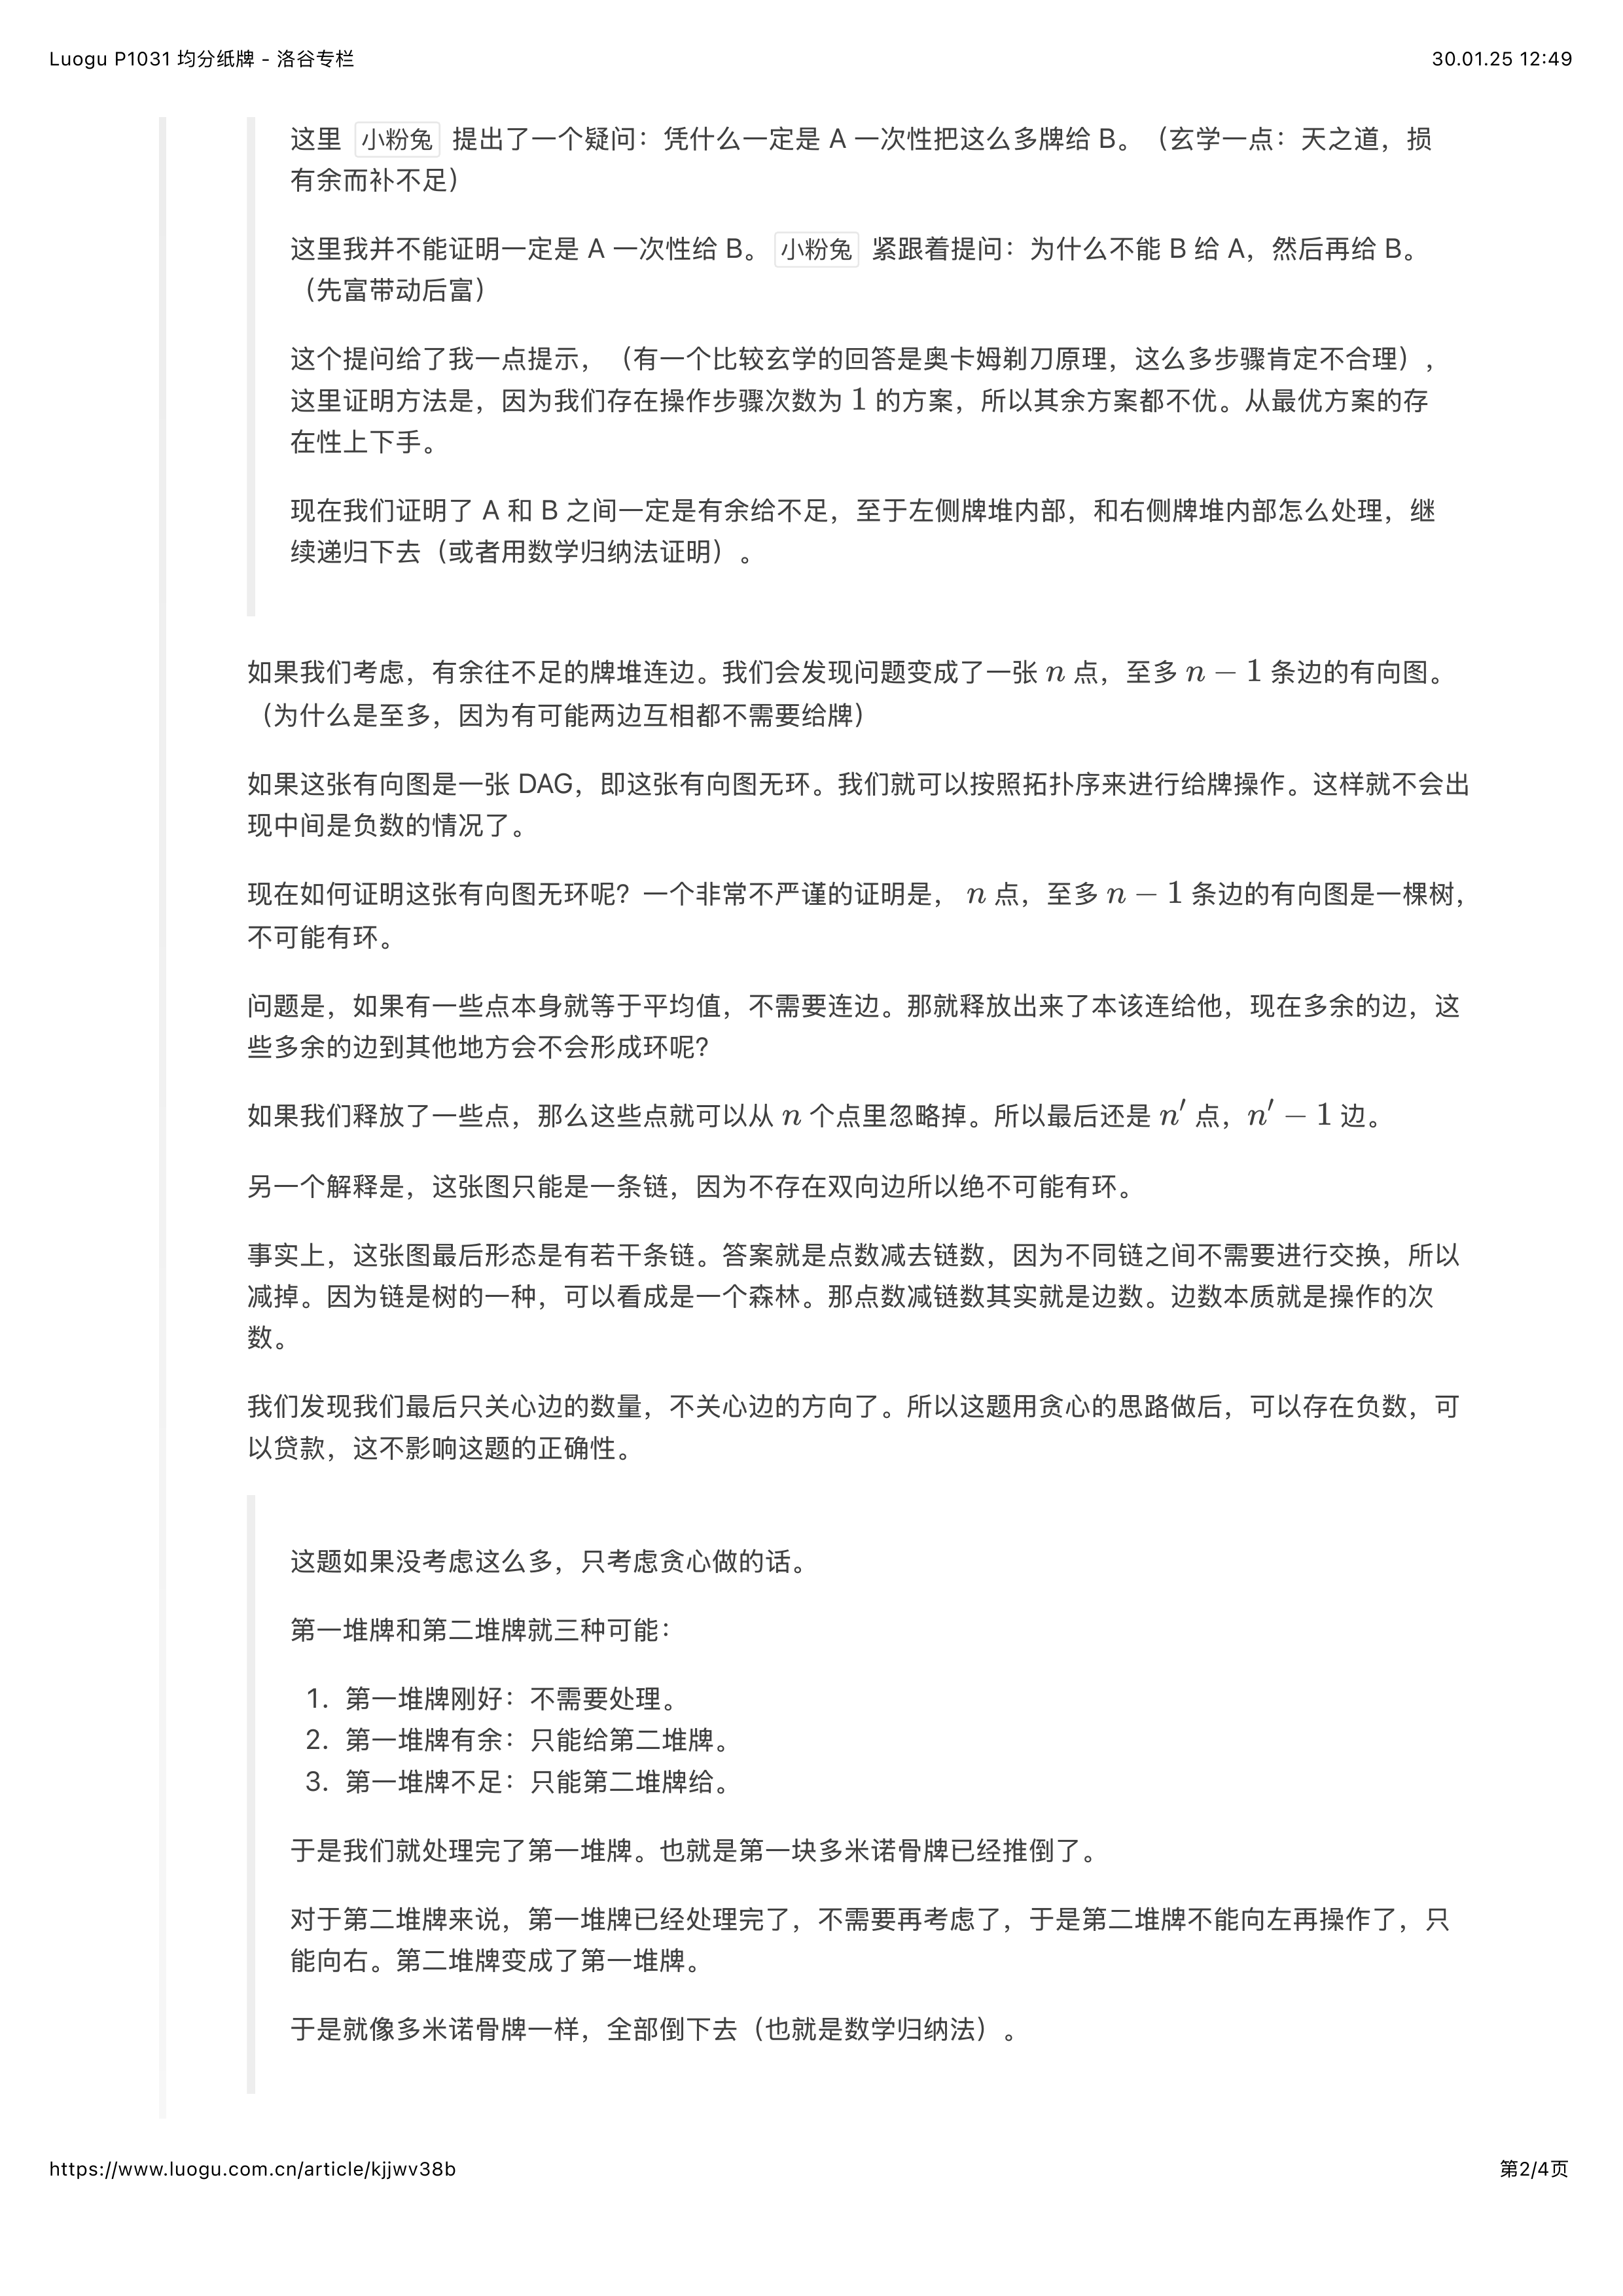 Luogu P1031 均分纸牌 - 洛谷专栏
30.01.25 12:49
这里 小粉兔 提出了一个疑问：凭什么一定是 A 一次性把这么多牌给 B。（玄学一点：天之道，损
有余而补不足）
这里我并不能证明一定是 A 一次性给 B。 小粉兔 紧跟着提问：为什么不能 B 给 A，然后再给 B。
（先富带动后富）
这个提问给了我一点提示，（有一个比较玄学的回答是奥卡姆剃刀原理，这么多步骤肯定不合理），
这里证明方法是，因为我们存在操作步骤次数为 1 的方案，所以其余方案都不优。从最优方案的存
在性上下手。
现在我们证明了 A 和 B 之间一定是有余给不足，至于左侧牌堆内部，和右侧牌堆内部怎么处理，继
续递归下去（或者用数学归纳法证明）。
如果我们考虑，有余往不足的牌堆连边。我们会发现问题变成了一张 n 点，至多 n − 1 条边的有向图。
（为什么是至多，因为有可能两边互相都不需要给牌）
如果这张有向图是一张 DAG，即这张有向图无环。我们就可以按照拓扑序来进行给牌操作。这样就不会出
现中间是负数的情况了。
现在如何证明这张有向图无环呢？一个非常不严谨的证明是， n 点，至多 n − 1 条边的有向图是一棵树，
不可能有环。
问题是，如果有一些点本身就等于平均值，不需要连边。那就释放出来了本该连给他，现在多余的边，这
些多余的边到其他地方会不会形成环呢？
如果我们释放了一些点，那么这些点就可以从 n 个点里忽略掉。所以最后还是 n′ 点，n′ − 1 边。
另一个解释是，这张图只能是一条链，因为不存在双向边所以绝不可能有环。
事实上，这张图最后形态是有若干条链。答案就是点数减去链数，因为不同链之间不需要进行交换，所以
减掉。因为链是树的一种，可以看成是一个森林。那点数减链数其实就是边数。边数本质就是操作的次
数。
我们发现我们最后只关心边的数量，不关心边的方向了。所以这题用贪心的思路做后，可以存在负数，可
以贷款，这不影响这题的正确性。
这题如果没考虑这么多，只考虑贪心做的话。
第一堆牌和第二堆牌就三种可能：
1. 第一堆牌刚好：不需要处理。
2. 第一堆牌有余：只能给第二堆牌。
3. 第一堆牌不足：只能第二堆牌给。
于是我们就处理完了第一堆牌。也就是第一块多米诺骨牌已经推倒了。
对于第二堆牌来说，第一堆牌已经处理完了，不需要再考虑了，于是第二堆牌不能向左再操作了，只
能向右。第二堆牌变成了第一堆牌。
于是就像多米诺骨牌一样，全部倒下去（也就是数学归纳法）。
https://www.luogu.com.cn/article/kjjwv38b
第2/4页